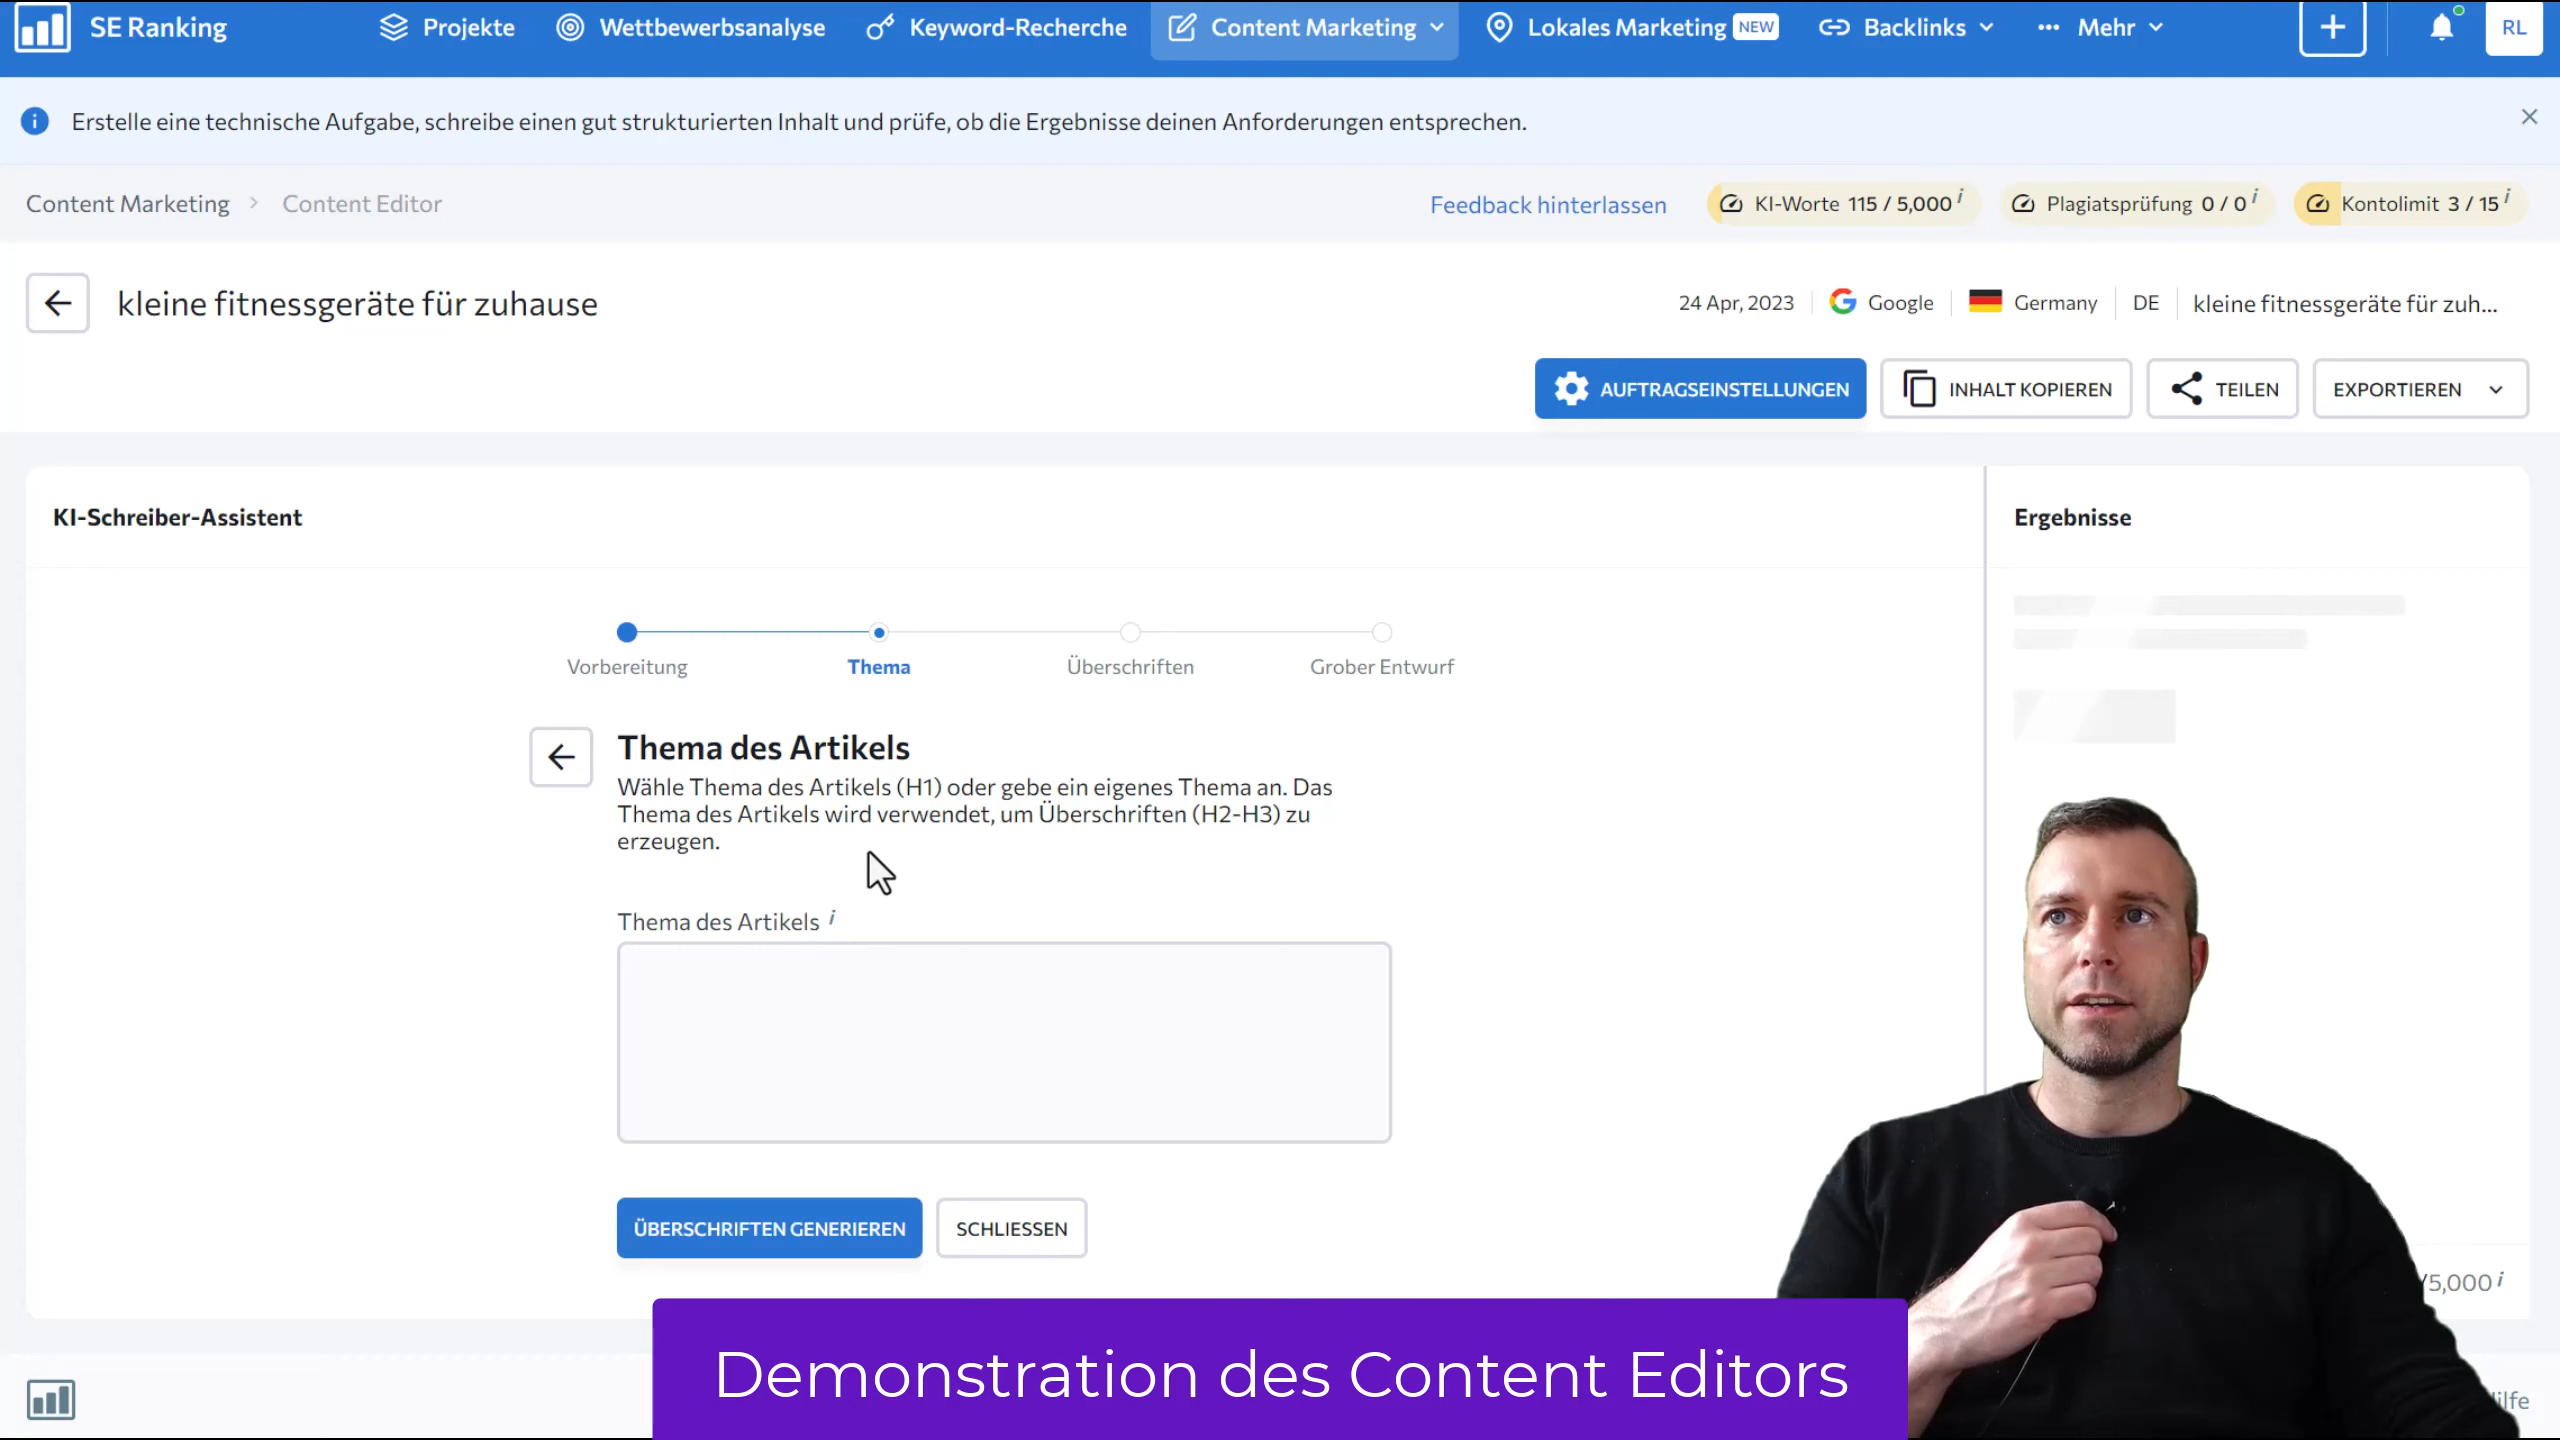 SE Ranking
Projekte
Wettbewerbsanalyse
Keyword-Recherche
Content Marketing
Lokales Marketing NEW
Backlinks
Mehr
RL
Erstelle eine technische Aufgabe, schreibe einen gut strukturierten Inhalt und prüfe, ob die Ergebnisse deinen Anforderungen entsprechen.
Content Marketing
Content Editor
Feedback hinterlassen
KI-Worte 115 / 5,000 i
Plagiatsprüfung 0 / 0 i
Kontolimit 3 / 15 i
kleine fitnessgeräte für zuhause
24 Apr, 2023
Google
Germany
DE
kleine fitnessgeräte für zuh...
AUFTRAGSEINSTELLUNGEN
INHALT KOPIEREN
TEILEN
EXPORTIEREN
KI-Schreiber-Assistent
Ergebnisse
Vorbereitung
Thema
Überschriften
Grober Entwurf
Thema des Artikels
Wähle Thema des Artikels (H1) oder gebe ein eigenes Thema an. Das
Thema des Artikels wird verwendet, um Überschriften (H2-H3) zu
erzeugen.
Thema des Artikels i
ÜBERSCHRIFTEN GENERIEREN
SCHLIESSEN
/5,000 i
Demonstration des Content Editors